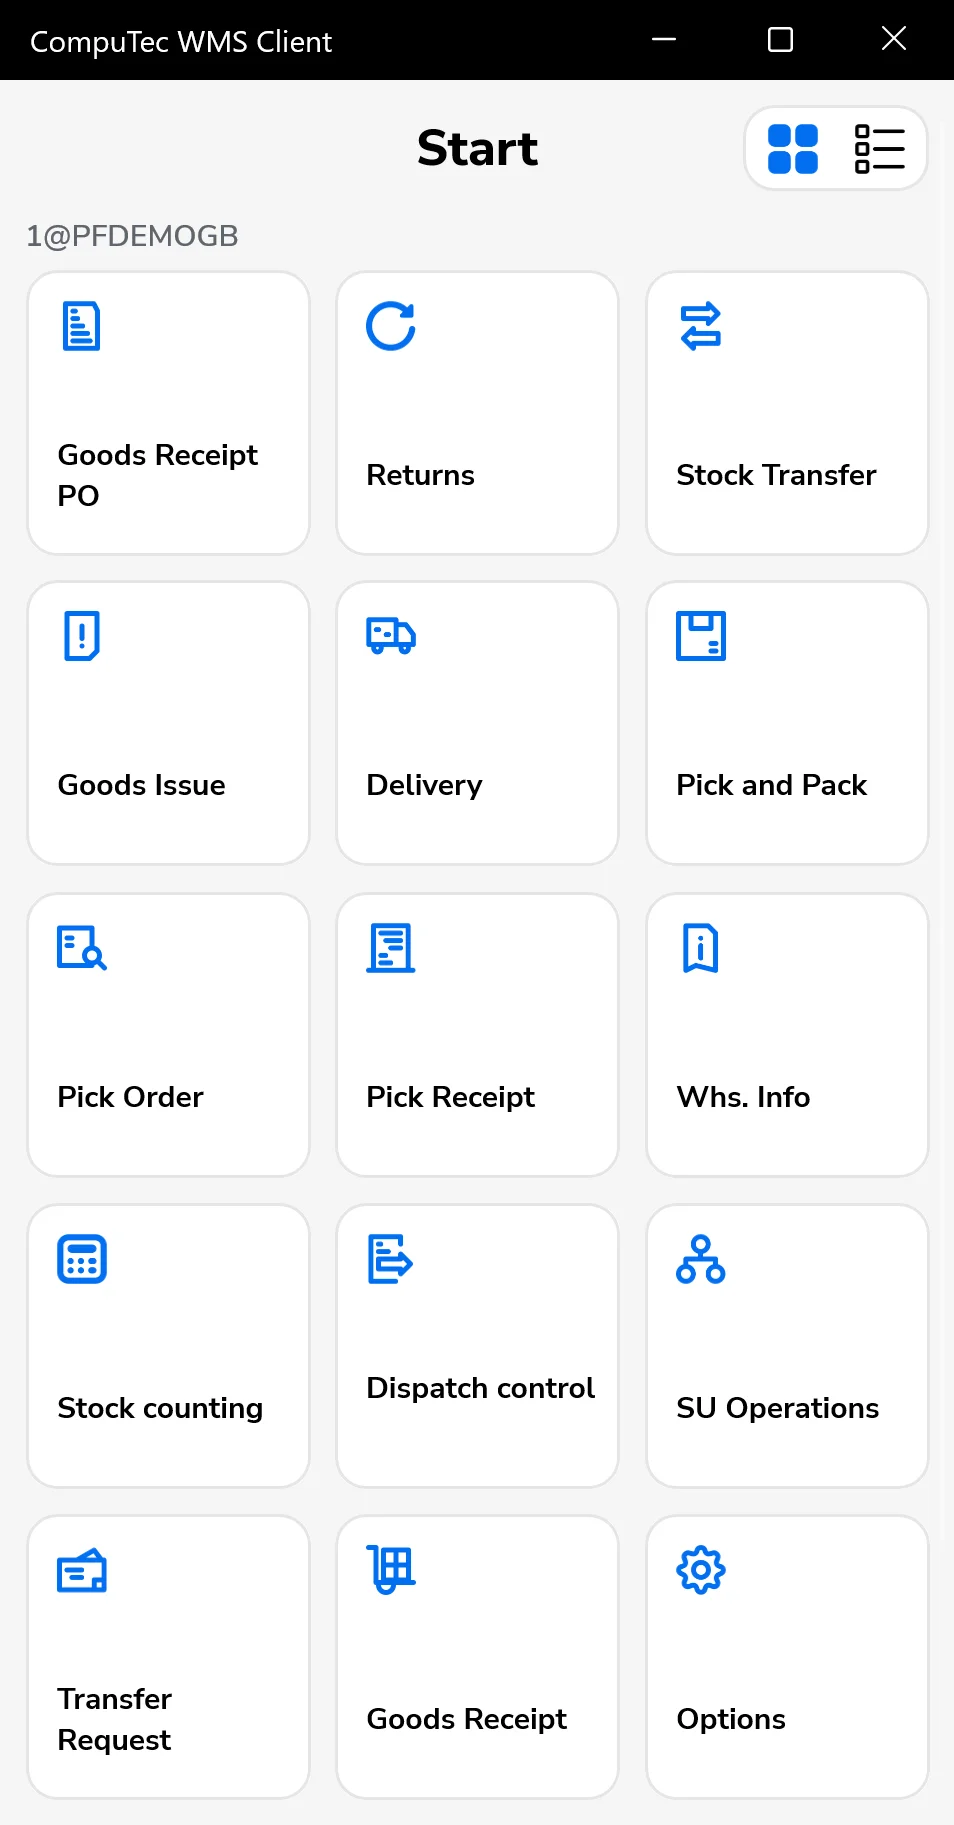 CompuTec WMS Client
Start
1@PFDEMOGB
Goods Receipt
PO
Returns
Stock Transfer
Goods Issue
Delivery
Pick and Pack
Pick Order
Pick Receipt
Whs. Info
Stock counting
Dispatch control
SU Operations
Transfer
Request
Goods Receipt
Options